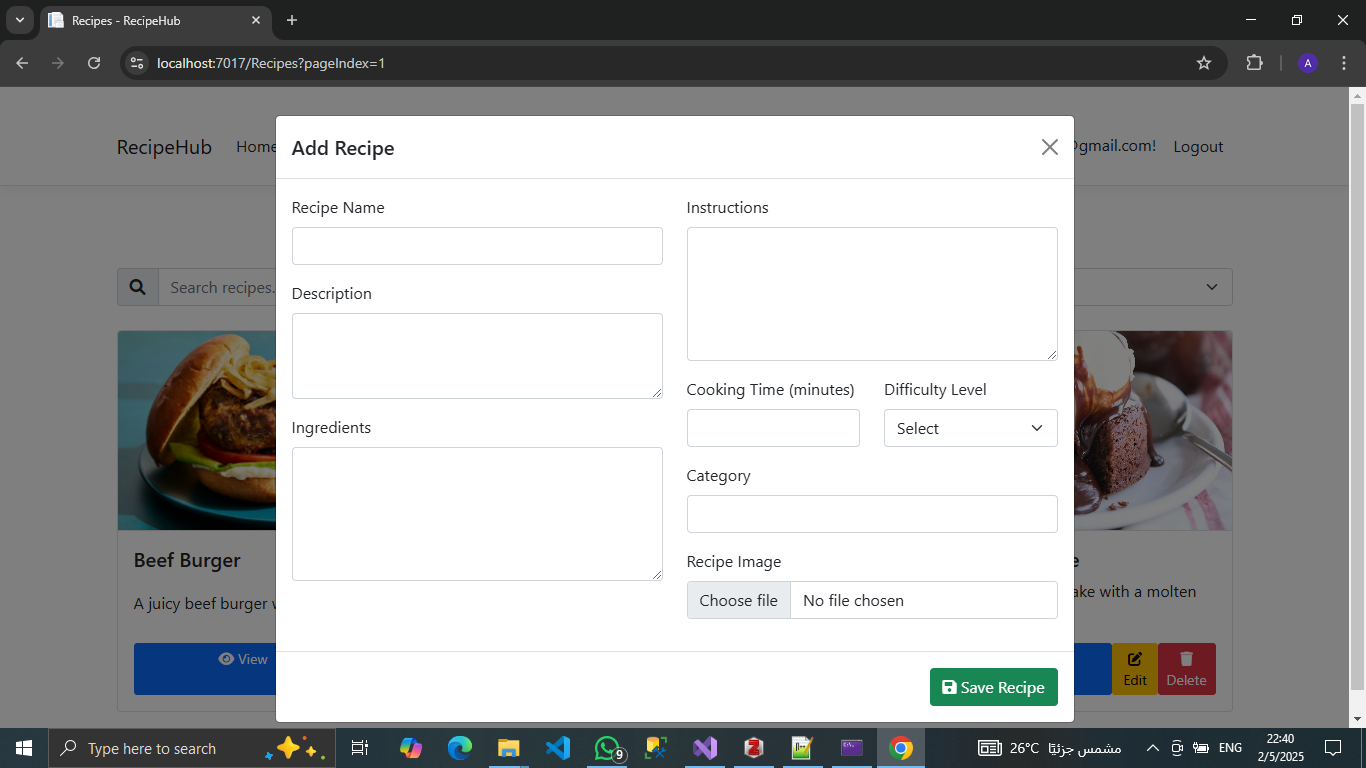 Recipes - RecipeHub
localhost:7017/Recipes?pageIndex=1
A
RecipeHub Home
@gmail.com! Logout
Add Recipe
Recipe Name
Description
Ingredients
Instructions
Cooking Time (minutes) Difficulty Level
Select
Category
Recipe Image
Choose file No file chosen
Save Recipe
Search recipes.
Beef Burger
A juicy beef burger
View
ake with a molten
Edit
Delete
Type here to search
9
26°C مشمس جزئيًا
ENG
22:40
2/5/2025